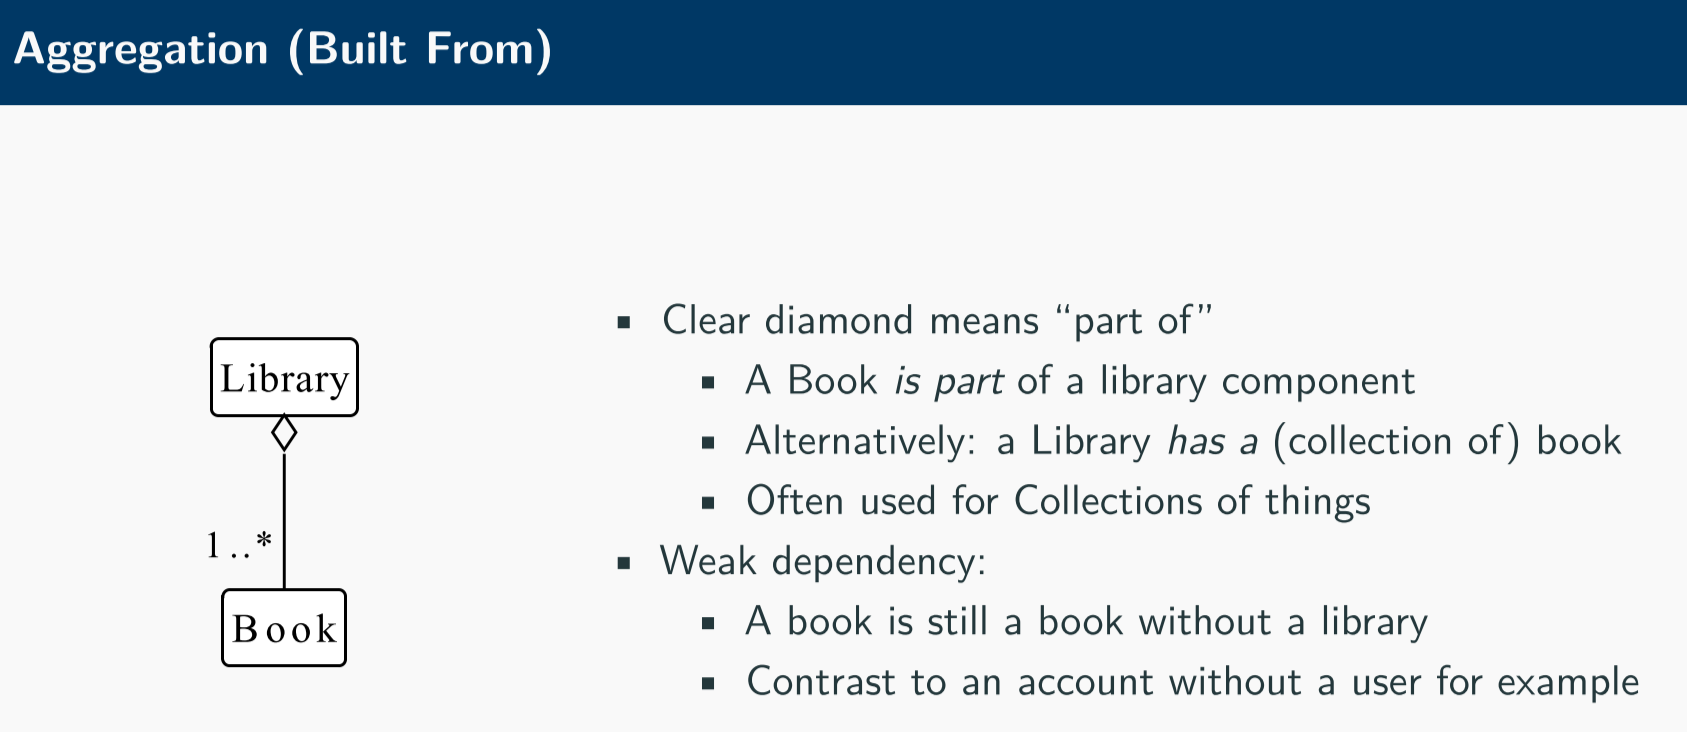 Aggregation (Built From)
Library
1..*
Book
Clear diamond means “part of”
A Book is part of a library component
Alternatively: a Library has a (collection of) book
Often used for Collections of things
Weak dependency:
A book is still a book without a library
Contrast to an account without a user for example